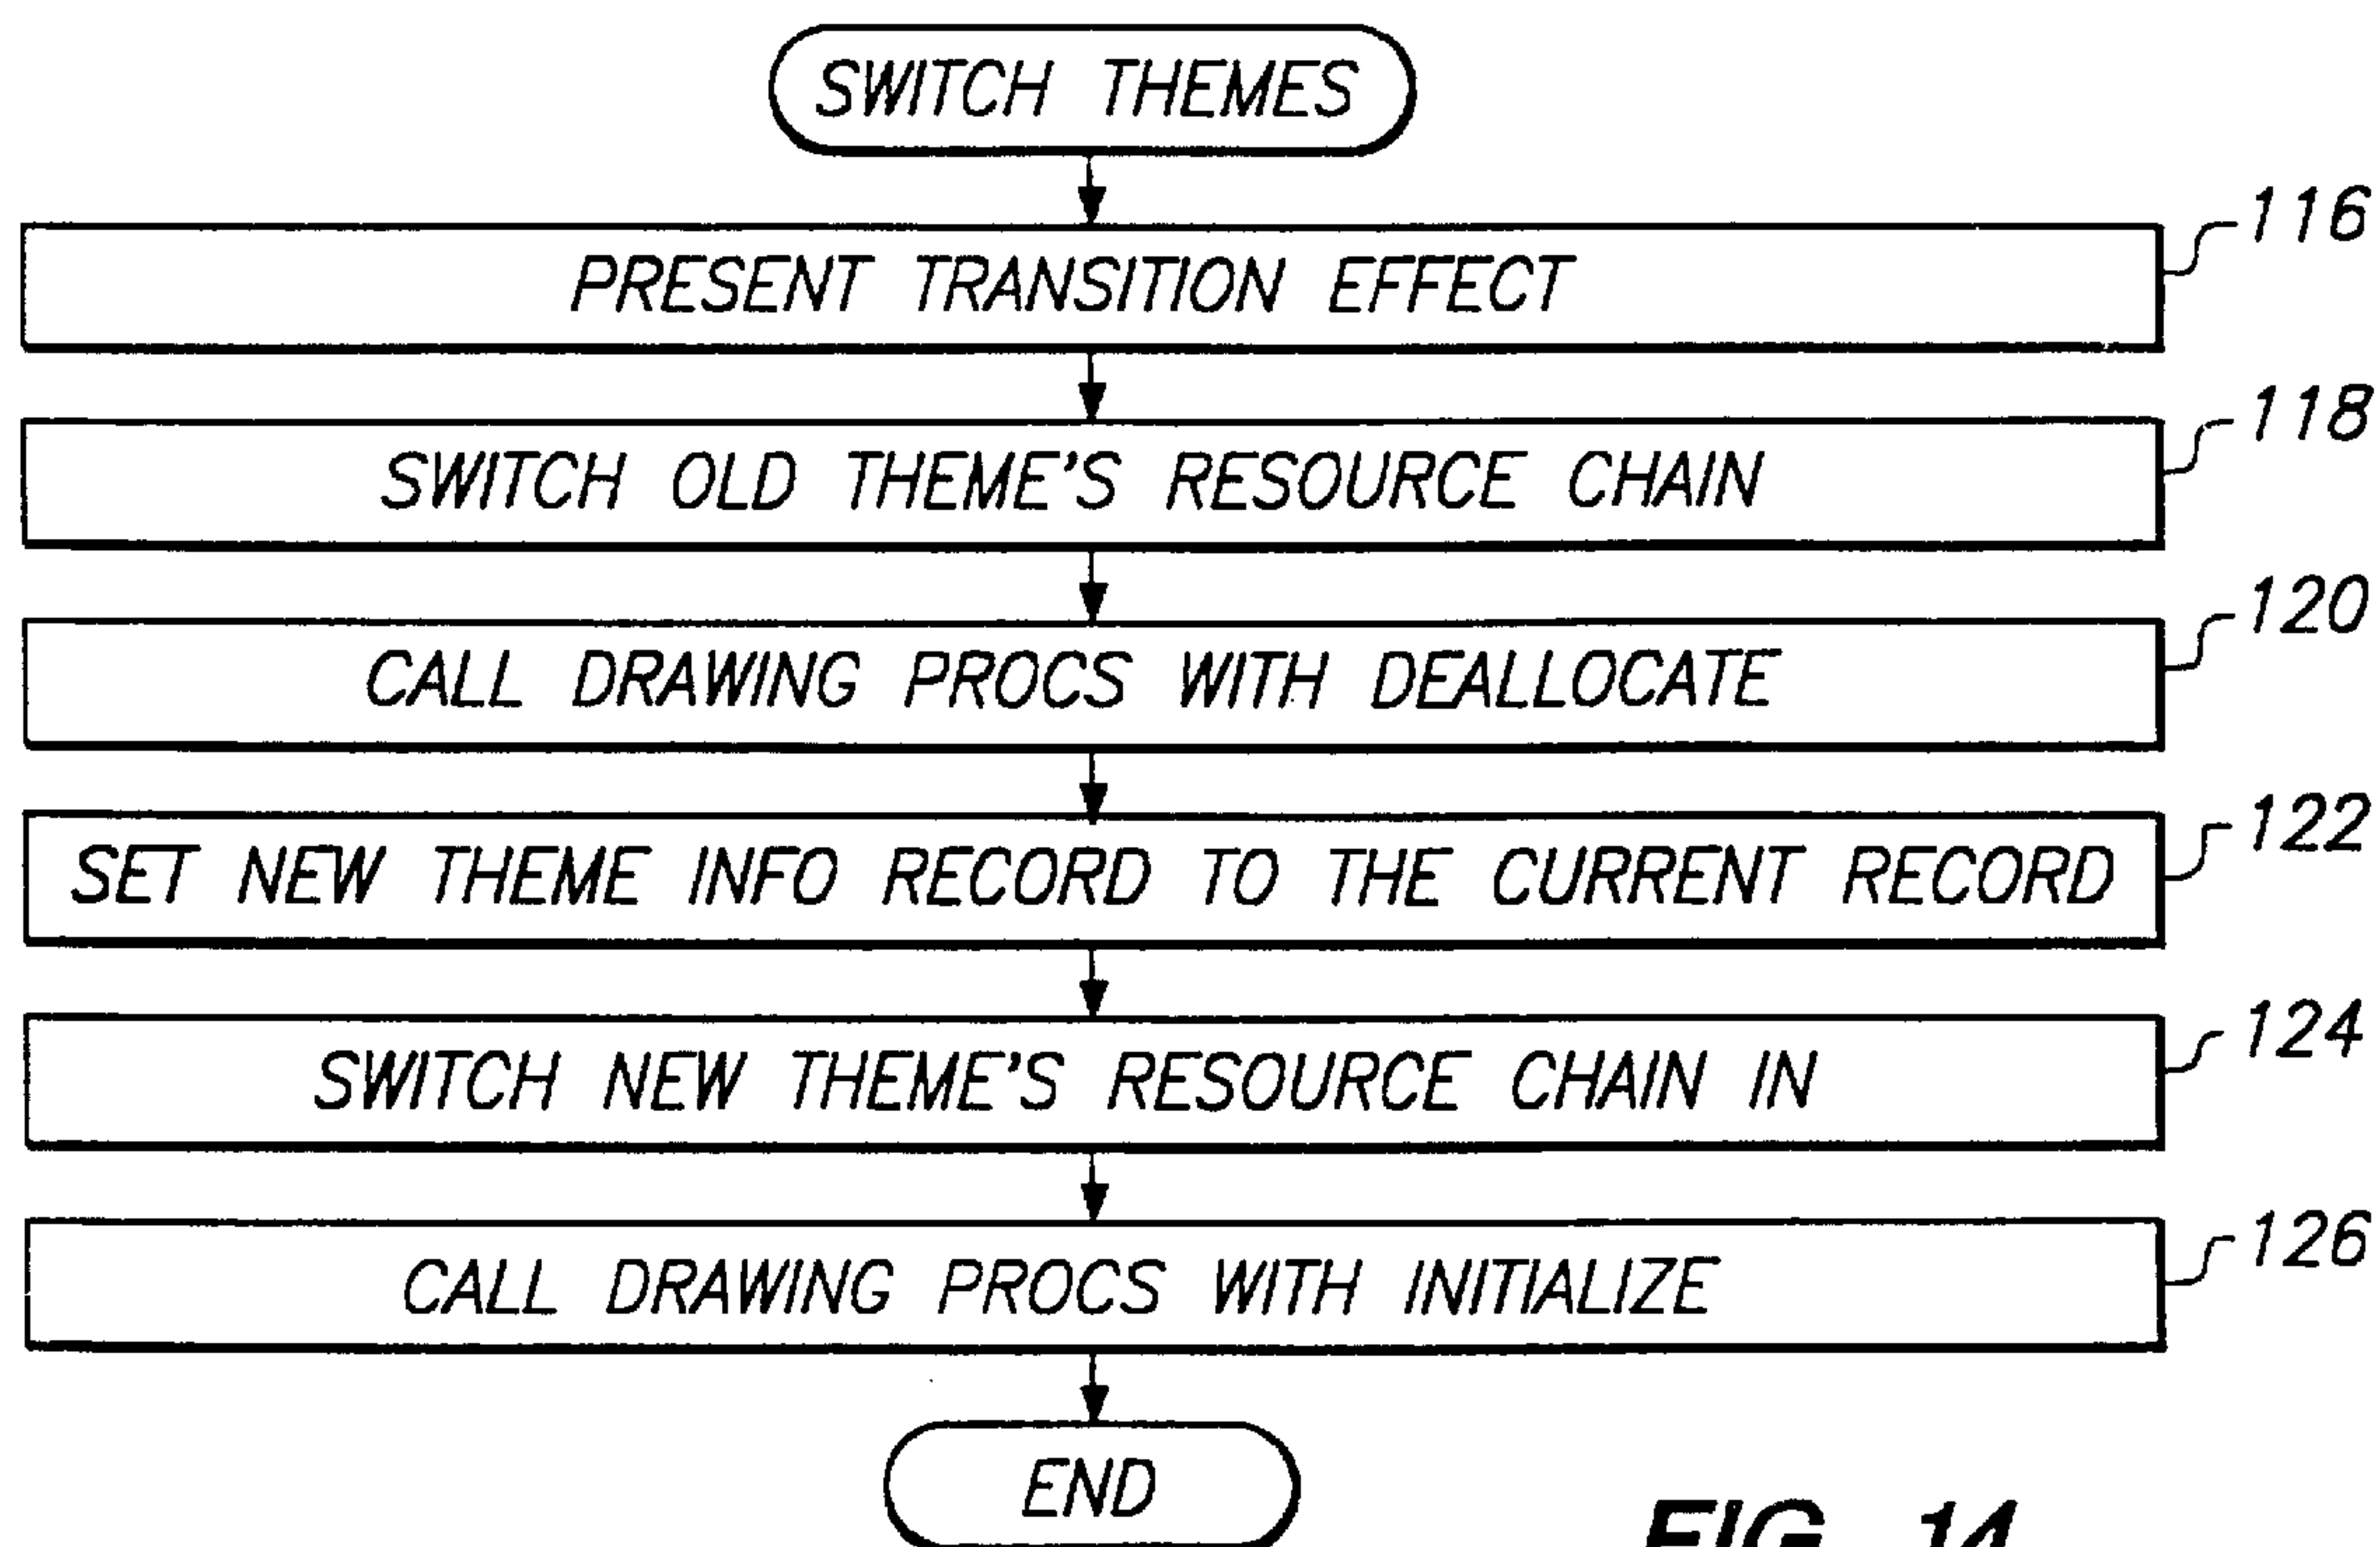 SWITCH THEMES
116
PRESENT TRANSITION EFFECT
118
SWITCH OLD THEME'S RESOURCE CHAIN
120
CALL DRAWING PROCS WITH DEALLOCATE
122
SET NEW THEME INFO RECORD TO THE CURRENT RECORD
124
SWITCH NEW THEME'S RESOURCE CHAIN IN
126
CALL DRAWING PROCS WITH INITIALIZE
END
FIG. 14